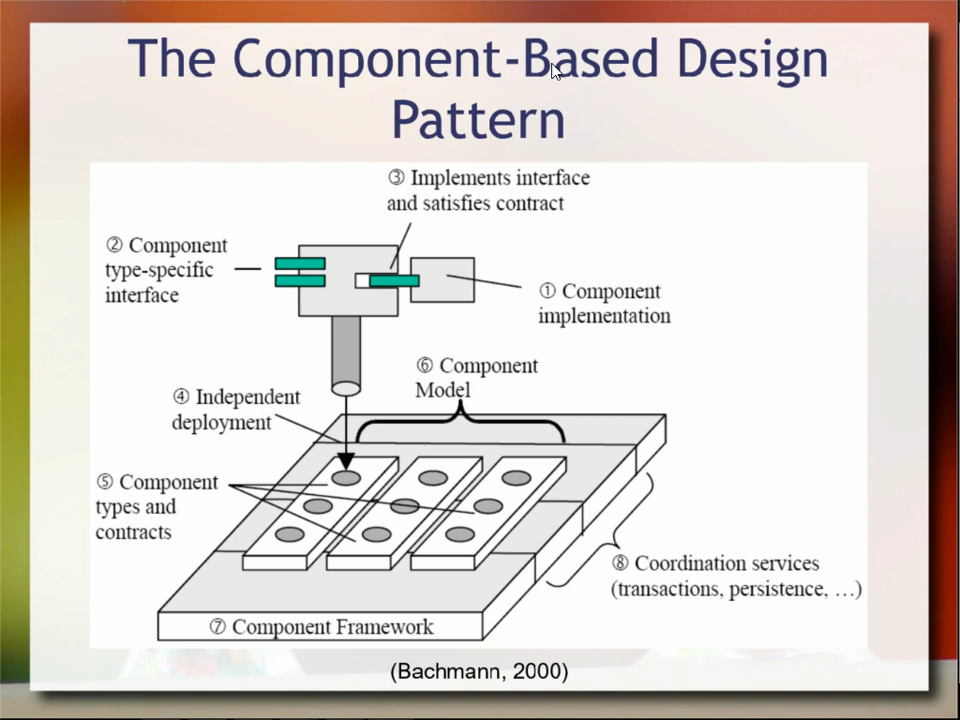 The Component-Based Design
Pattern
③ Implements interface
and satisfies contract
② Component
type-specific
interface
① Component
implementation
⑥ Component
Model
④ Independent
deployment
⑤ Component
types and
contracts
⑧ Coordination services
(transactions, persistence, …)
⑦ Component Framework
(Bachmann, 2000)